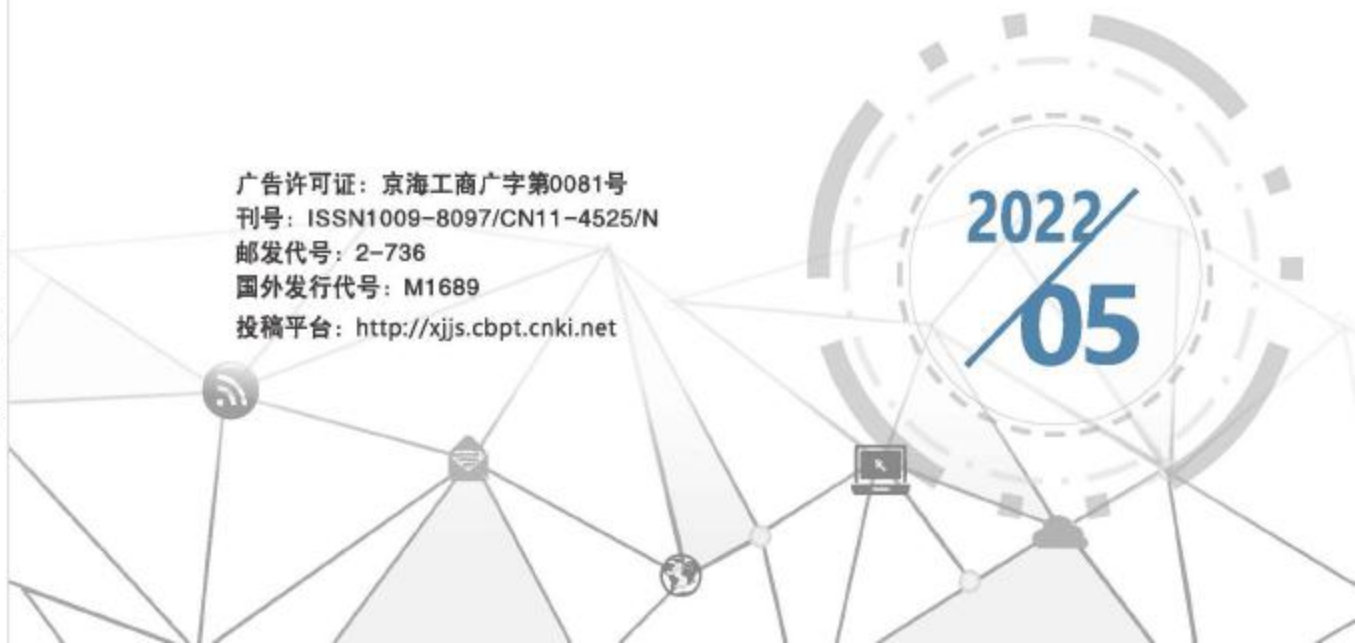 广告许可证：京海工商广字第0081号
刊号：ISSN1009-8097/CN11-4525/N
邮发代号：2-736
国外发行代号：M1689
投稿平台：http://xjjs.cbpt.cnki.net
2022/
05